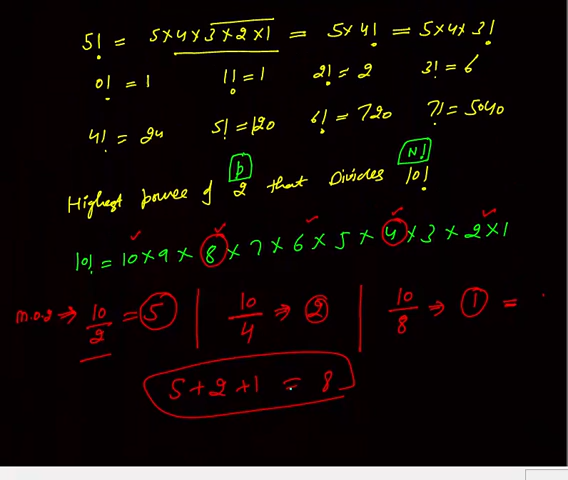 5! = 5×4×3×2×1 = 5×4! = 5×4×3!
0! = 1 1! = 1 2! = 2 3! = 6
4! = 24 5! = 120 6! = 720 7! = 5040
p N!
Highest power of 2 that Divides 10!
10! = 10×9×8×7×6×5×4×3×2×1
m.o.2 ⇒ 10/2 = 5 | 10/4 ⇒ 2 | 10/8 ⇒ 1 =
5+2+1 = 8